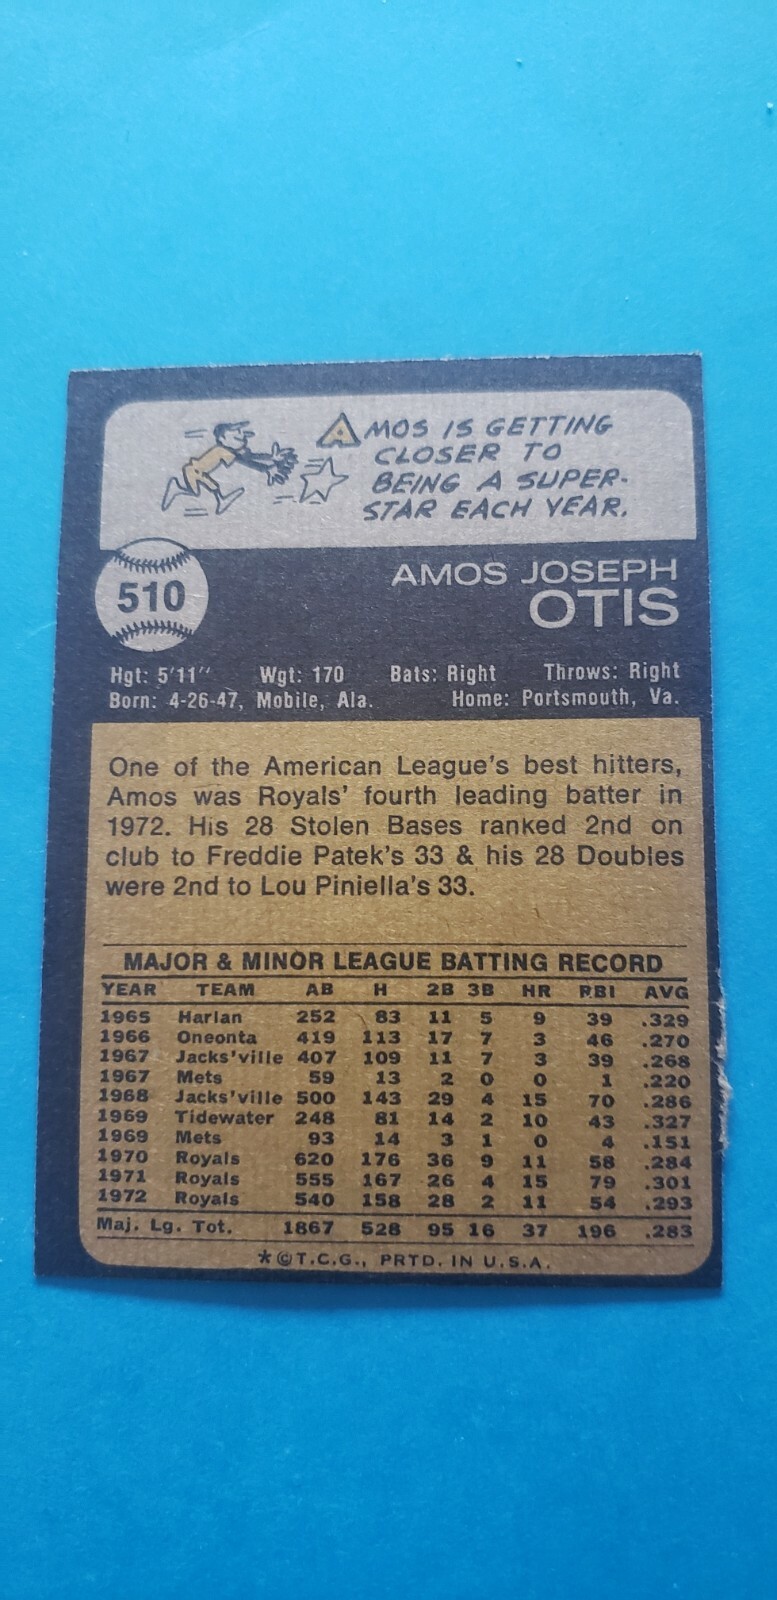 AMOS IS GETTING
CLOSER TO
BEING A SUPER-
STAR EACH YEAR.
510
AMOS JOSEPH
OTIS
Hgt: 5'11" Wgt: 170 Bats: Right Throws: Right
Born: 4-26-47, Mobile, Ala. Home: Portsmouth, Va.
One of the American League's best hitters,
Amos was Royals' fourth leading batter in
1972. His 28 Stolen Bases ranked 2nd on
club to Freddie Patek's 33 & his 28 Doubles
were 2nd to Lou Piniella's 33.
MAJOR & MINOR LEAGUE BATTING RECORD
YEAR TEAM AB H 2B 3B HR RBI AVG
1965 Harlan 252 83 11 5 9 39 .329
1966 Oneonta 419 113 17 7 3 46 .270
1967 Jacks'ville 407 109 11 7 3 39 .268
1967 Mets 59 13 2 0 0 1 .220
1968 Jacks'ville 500 143 29 4 15 70 .286
1969 Tidewater 248 81 14 2 10 43 .327
1969 Mets 93 14 3 1 0 4 .151
1970 Royals 620 176 36 9 11 58 .284
1971 Royals 555 167 26 4 15 79 .301
1972 Royals 540 158 28 2 11 54 .293
Maj. Lg. Tot. 1867 528 95 16 37 196 .283
*©T.C.G., PRTD. IN U.S.A.